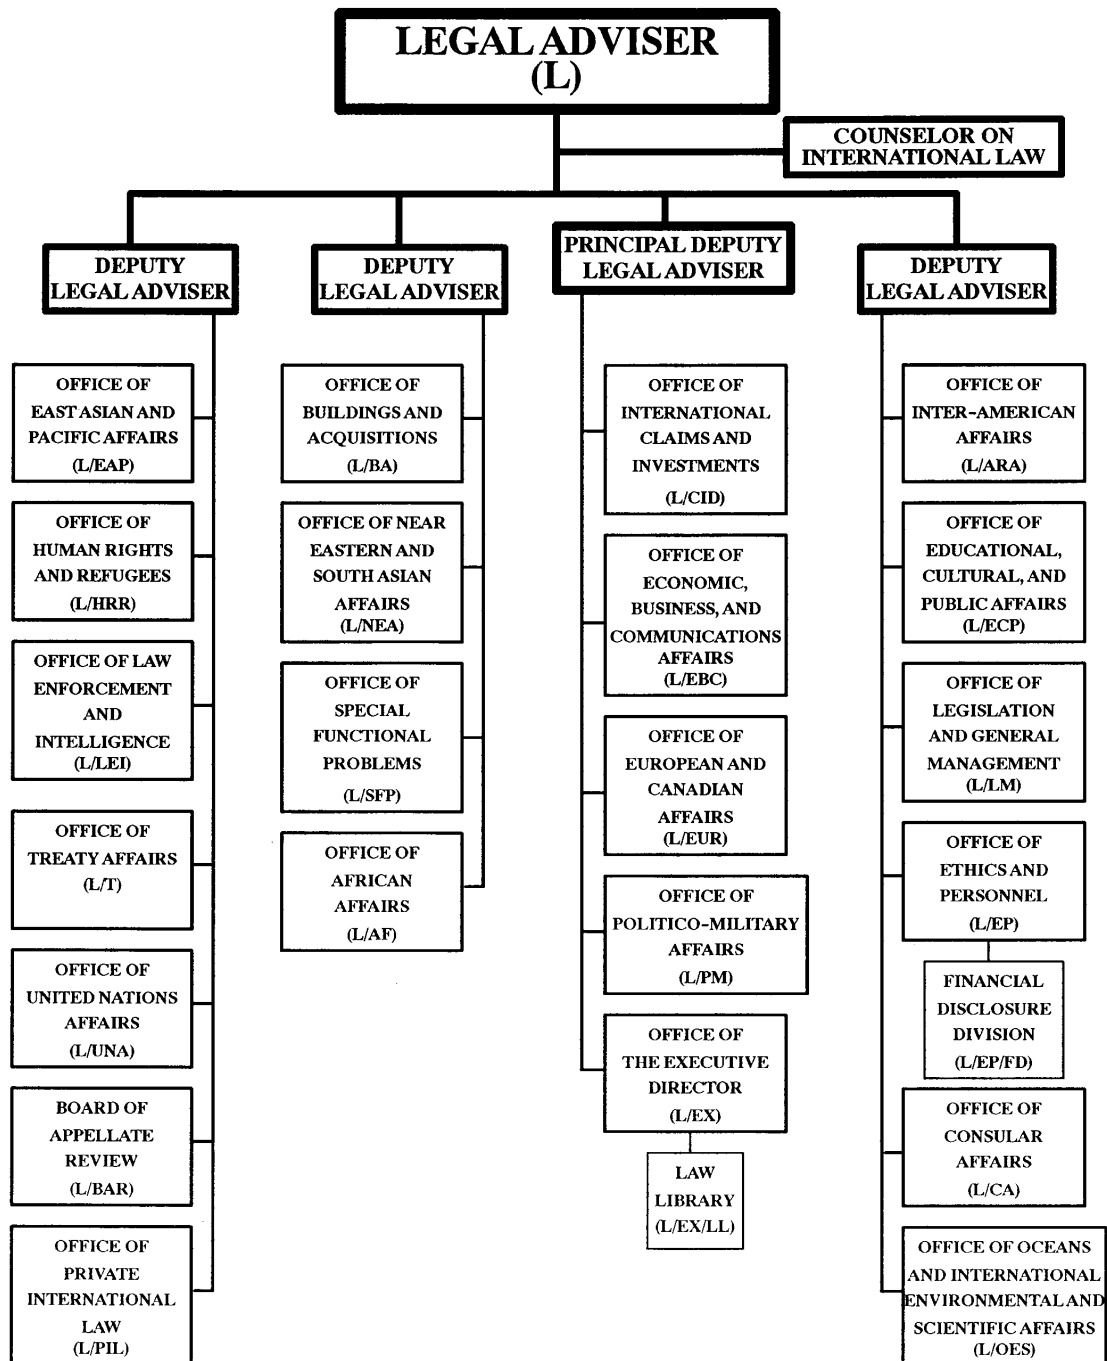 LEGAL ADVISER
(L)
COUNSELOR ON
INTERNATIONAL LAW
DEPUTY
LEGAL ADVISER
DEPUTY
LEGAL ADVISER
PRINCIPAL DEPUTY
LEGAL ADVISER
DEPUTY
LEGAL ADVISER
OFFICE OF
EAST ASIAN AND
PACIFIC AFFAIRS
(L/EAP)
OFFICE OF
HUMAN RIGHTS
AND REFUGEES
(L/HRR)
OFFICE OF LAW
ENFORCEMENT
AND
INTELLIGENCE
(L/LEI)
OFFICE OF
TREATY AFFAIRS
(L/T)
OFFICE OF
UNITED NATIONS
AFFAIRS
(L/UNA)
BOARD OF
APPELLATE
REVIEW
(L/BAR)
OFFICE OF
PRIVATE
INTERNATIONAL
LAW
(L/PIL)
OFFICE OF
BUILDINGS AND
ACQUISITIONS
(L/BA)
OFFICE OF NEAR
EASTERN AND
SOUTH ASIAN
AFFAIRS
(L/NEA)
OFFICE OF
SPECIAL
FUNCTIONAL
PROBLEMS
(L/SFP)
OFFICE OF
AFRICAN
AFFAIRS
(L/AF)
OFFICE OF
INTERNATIONAL
CLAIMS AND
INVESTMENTS
(L/CID)
OFFICE OF
ECONOMIC,
BUSINESS, AND
COMMUNICATIONS
AFFAIRS
(L/EBC)
OFFICE OF
EUROPEAN AND
CANADIAN
AFFAIRS
(L/EUR)
OFFICE OF
POLITICO-MILITARY
AFFAIRS
(L/PM)
OFFICE OF
THE EXECUTIVE
DIRECTOR
(L/EX)
LAW
LIBRARY
(L/EX/LL)
OFFICE OF
INTER-AMERICAN
AFFAIRS
(L/ARA)
OFFICE OF
EDUCATIONAL,
CULTURAL, AND
PUBLIC AFFAIRS
(L/ECP)
OFFICE OF
LEGISLATION
AND GENERAL
MANAGEMENT
(L/LM)
OFFICE OF
ETHICS AND
PERSONNEL
(L/EP)
FINANCIAL
DISCLOSURE
DIVISION
(L/EP/FD)
OFFICE OF
CONSULAR
AFFAIRS
(L/CA)
OFFICE OF OCEANS
AND INTERNATIONAL
ENVIRONMENTAL AND
SCIENTIFIC AFFAIRS
(L/OES)